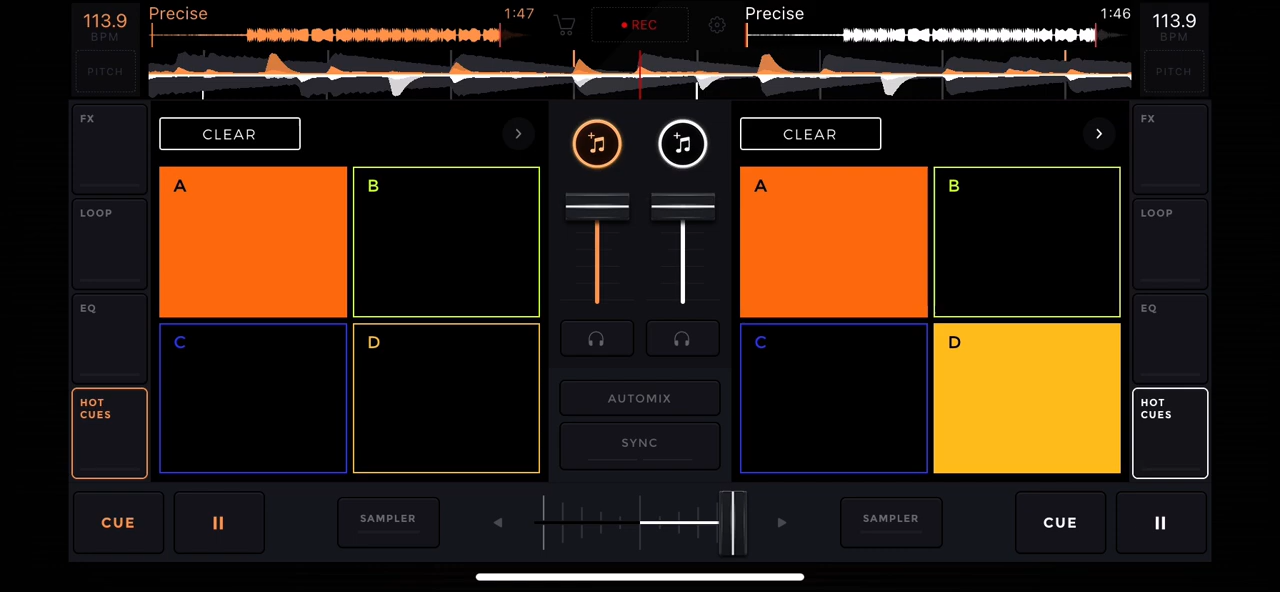 113.9
BPM
PITCH
Precise
1:47
REC
Precise
1:46
113.9
BPM
PITCH
FX
LOOP
EQ
HOT
CUES
CLEAR
A
B
C
D
AUTOMIX
SYNC
CLEAR
A
B
C
D
FX
LOOP
EQ
HOT
CUES
CUE
SAMPLER
SAMPLER
CUE